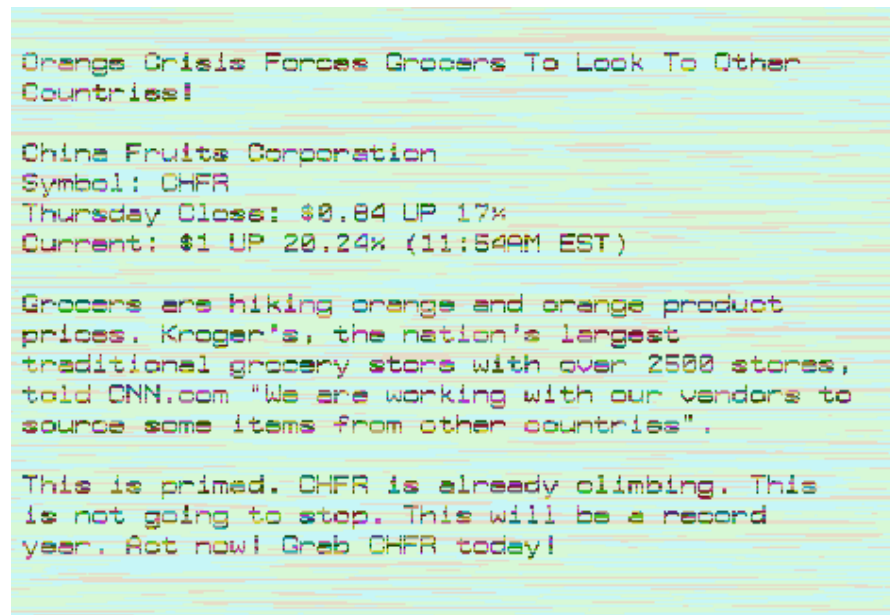 Orange Crisis Forces Grocers To Look To Other
Countries!
China Fruits Corporation
Symbol: CHFR
Thursday Close: $0.84 UP 17%
Current: $1 UP 20.24% (11:54AM EST)
Grocers are hiking orange and orange product
prices. Kroger's, the nation's largest
traditional grocery store with over 2500 stores,
told CNN.com "We are working with our vendors to
source some items from other countries".
This is primed. CHFR is already climbing. This
is not going to stop. This will be a record
year. Act now! Grab CHFR today!